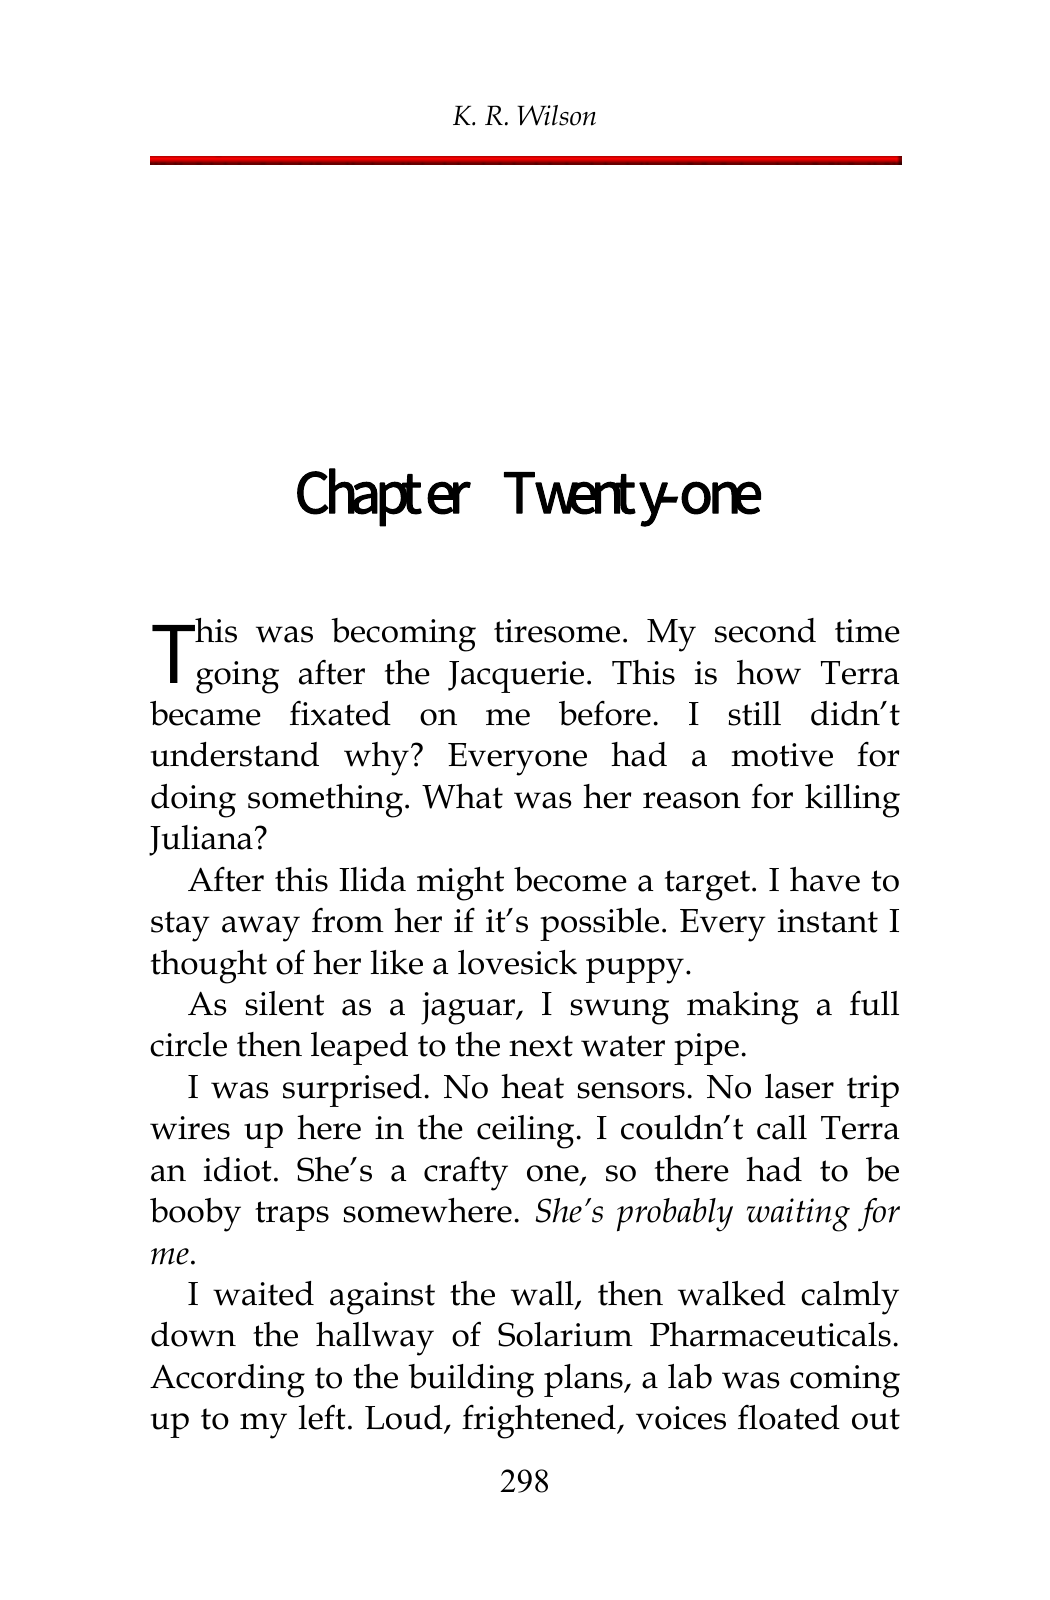 K. R. Wilson
Chapter Twenty-one
This was becoming tiresome. My second time
going after the Jacquerie. This is how Terra
became fixated on me before. I still didn’t
understand why? Everyone had a motive for
doing something. What was her reason for killing
Juliana?
After this Ilida might become a target. I have to
stay away from her if it’s possible. Every instant I
thought of her like a lovesick puppy.
As silent as a jaguar, I swung making a full
circle then leaped to the next water pipe.
I was surprised. No heat sensors. No laser trip
wires up here in the ceiling. I couldn’t call Terra
an idiot. She’s a crafty one, so there had to be
booby traps somewhere. She’s probably waiting for
me.
I waited against the wall, then walked calmly
down the hallway of Solarium Pharmaceuticals.
According to the building plans, a lab was coming
up to my left. Loud, frightened, voices floated out
298